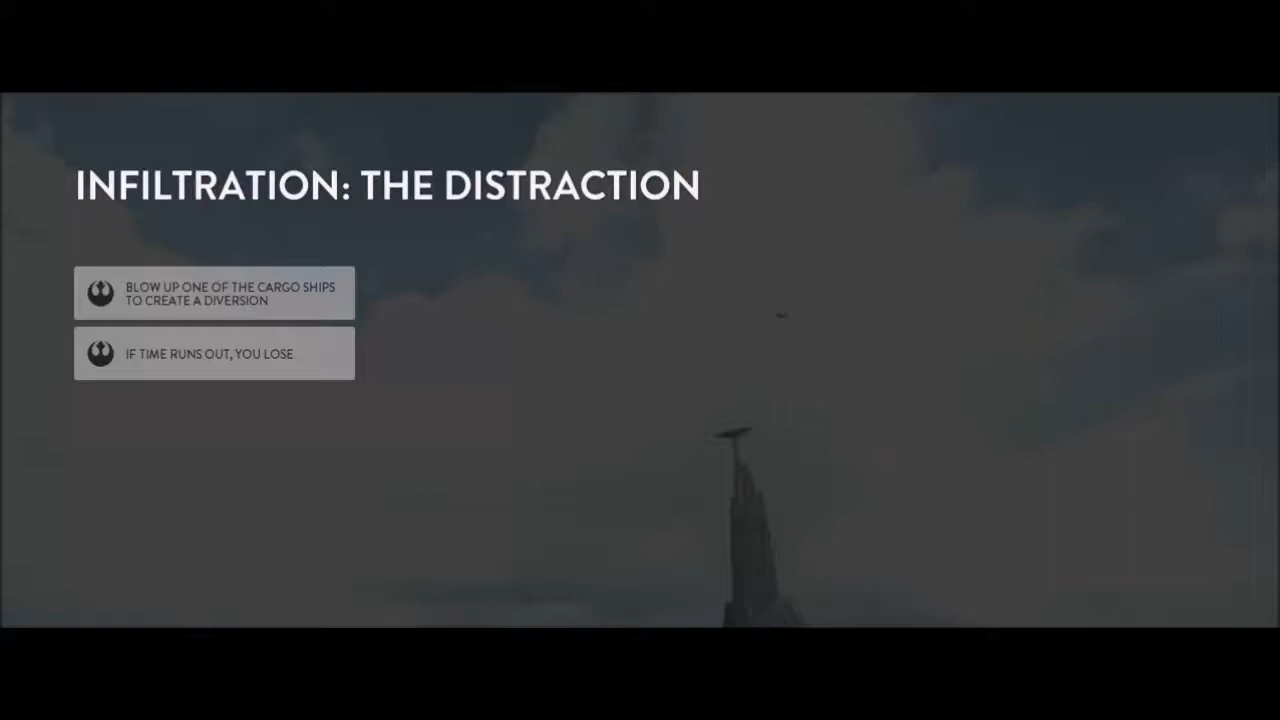 INFILTRATION: THE DISTRACTION
BLOW UP ONE OF THE CARGO SHIPS
TO CREATE A DIVERSION
IF TIME RUNS OUT, YOU LOSE